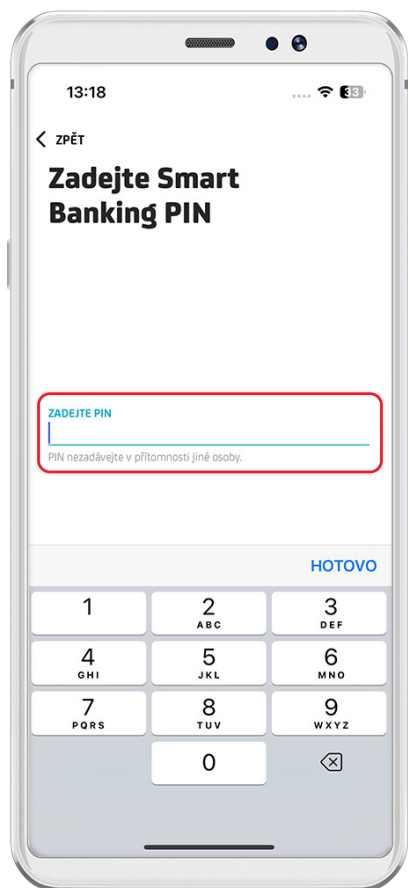 13:18
33
ZPĚT
Zadejte Smart
Banking PIN
ZADEJTE PIN
PIN nezadávejte v přítomnosti jiné osoby.
HOTOVO
1 2 3
ABC DEF
4 5 6
GHI JKL MNO
7 8 9
PQRS TUV WXYZ
0